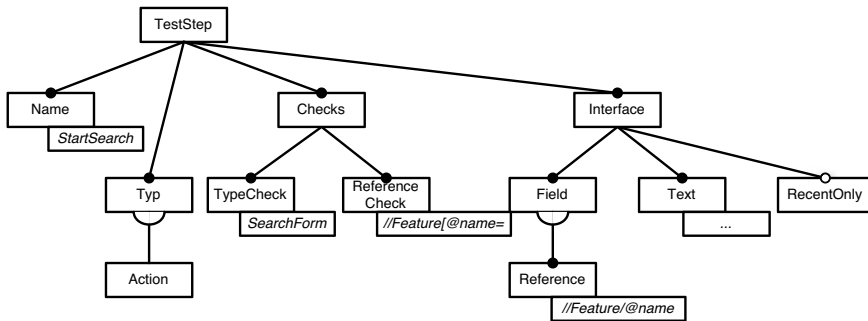 TestStep
Name
StartSearch
Checks
Interface
Typ
TypeCheck
SearchForm
Reference
Check
//Feature[@name=
Field
Text
...
RecentOnly
Action
Reference
//Feature/@name